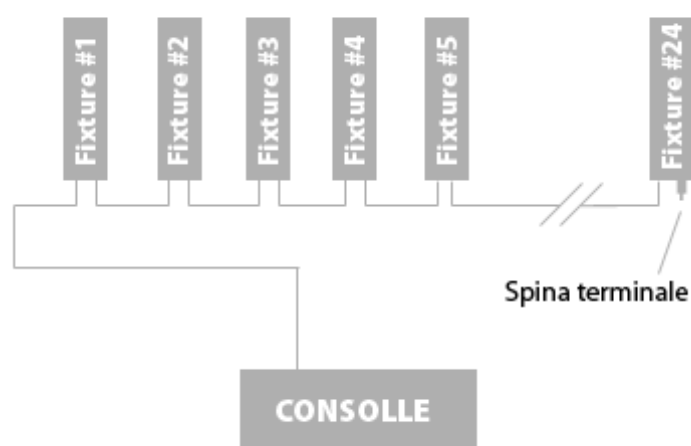 Fixture #1
Fixture #2
Fixture #3
Fixture #4
Fixture #5
Fixture #24
Spina terminale
CONSOLLE